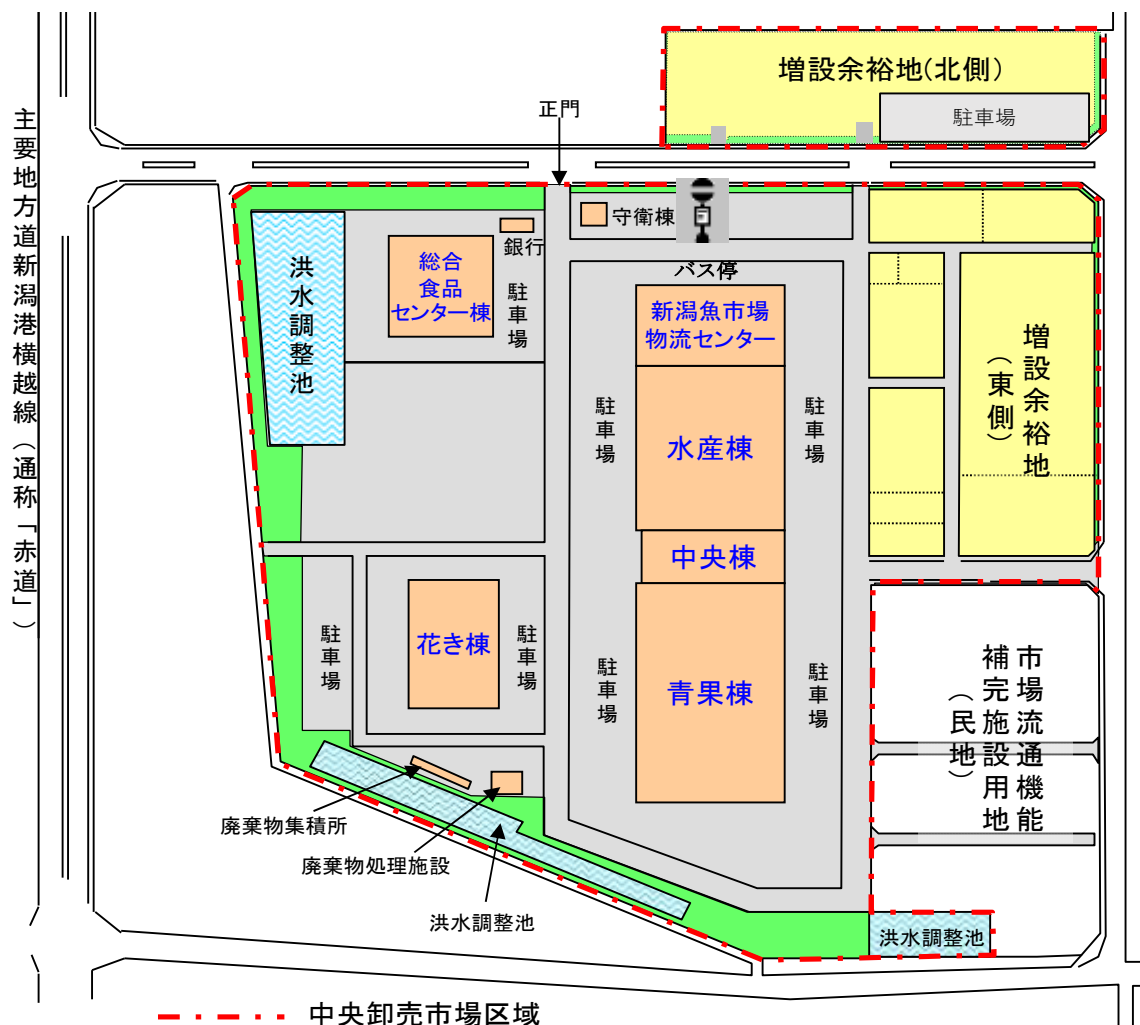 増設余裕地(北側)
駐車場
正門
主要地方道新潟港横越線(通称「赤道」)
守衛棟
銀行
バス停
総合
食品
センター棟
駐車場
洪水調整池
新潟魚市場
物流センター
増設余裕地
(東側)
駐車場
駐車場
水産棟
中央棟
花き棟
駐車場
駐車場
青果棟
駐車場
駐車場
市場流通機能
補完施設用地
(民地)
廃棄物集積所
廃棄物処理施設
洪水調整池
洪水調整池
中央卸売市場区域